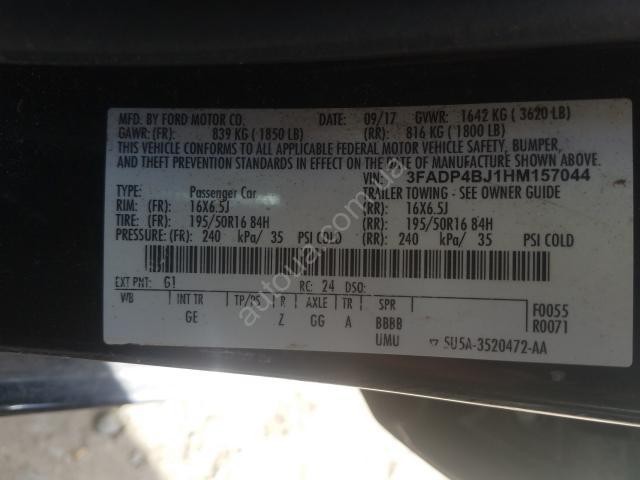 MFD. BY FORD MOTOR CO. DATE: 09/17 GVWR: 1642 KG ( 3620 LB)
GAWR: (FR): 839 KG ( 1850 LB) (RR): 816 KG ( 1800 LB)
THIS VEHICLE CONFORMS TO ALL APPLICABLE FEDERAL MOTOR VEHICLE SAFETY, BUMPER,
AND THEFT PREVENTION STANDARDS IN EFFECT ON THE DATE OF MANUFACTURE SHOWN ABOVE.
VIN: 3FADP4BJ1HM157044
TYPE: Passenger Car TRAILER TOWING - SEE OWNER GUIDE
RIM: (FR): 16X6.5J (RR): 16X6.5J
TIRE: (FR): 195/50R16 84H (RR): 195/50R16 84H
PRESSURE: (FR): 240 kPa/ 35 PSI COLD (RR): 240 kPa/ 35 PSI COLD
EXT PNT: G1 RC: 24 DSO:
WB INT TR TP/PS R AXLE TR SPR F0055
GE Z GG A BBBB R0071
UMU SU5A-3520472-AA
autoua.com.ua